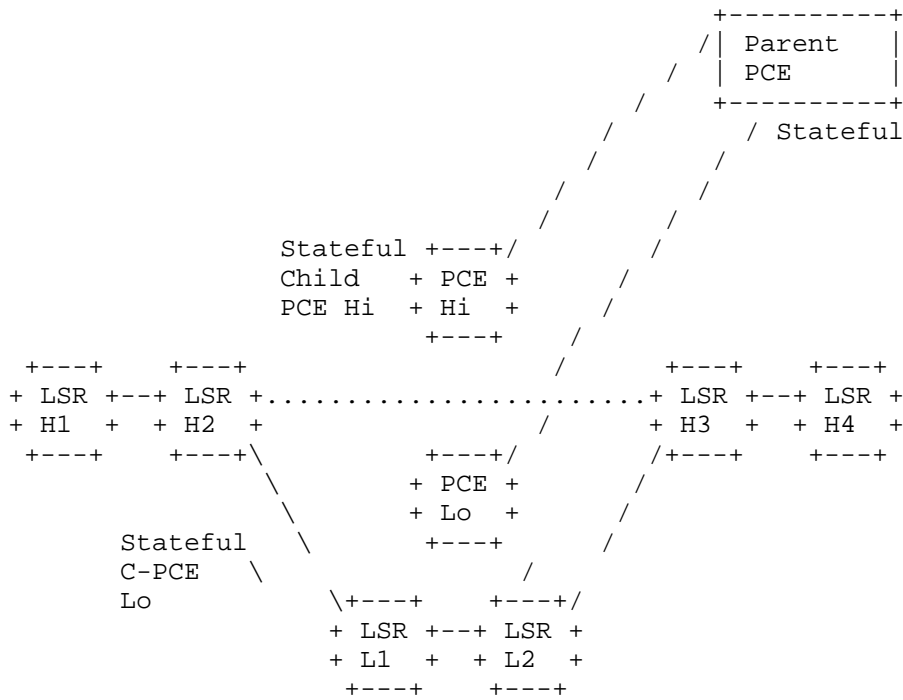 Parent
PCE
Stateful
Stateful
Child PCE
PCE Hi Hi
LSR LSR LSR LSR
H1 H2 H3 H4
PCE
Lo
Stateful
C-PCE
Lo
LSR LSR
L1 L2